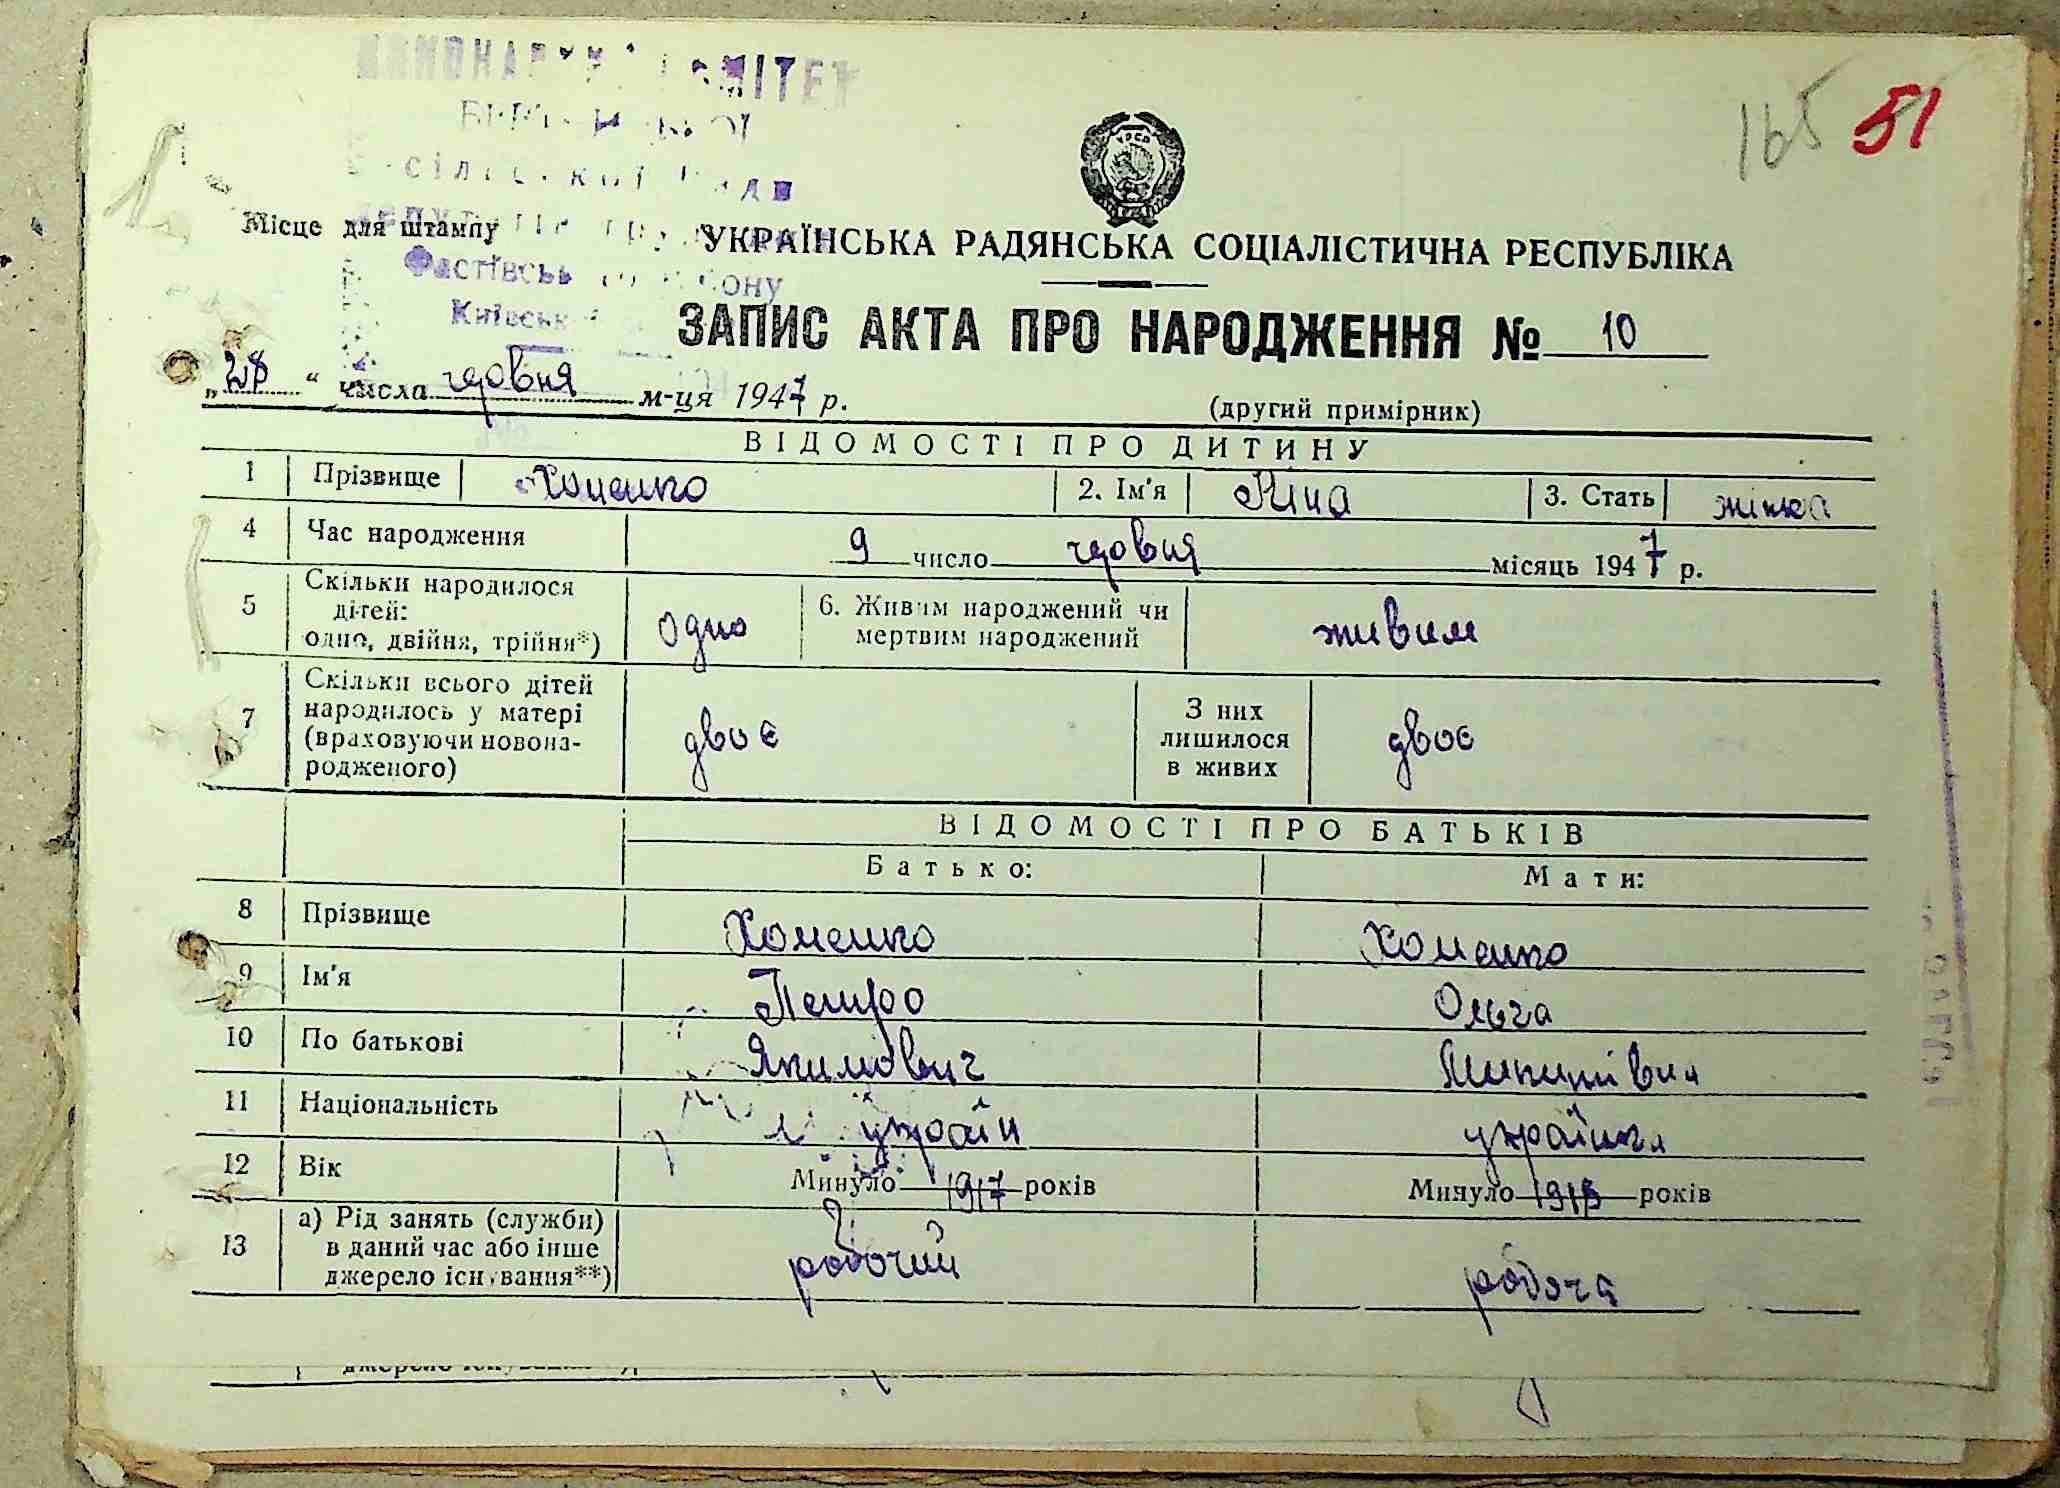 165 51
Місце для штампу
УКРАЇНСЬКА РАДЯНСЬКА СОЦІАЛІСТИЧНА РЕСПУБЛІКА
ЗАПИС АКТА ПРО НАРОДЖЕННЯ № 10
„28“ числа червня м-ця 1947 р.
(другий примірник)
ВІДОМОСТІ ПРО ДИТИНУ
1 Прізвище Хоменко 2. Ім'я Ніна 3. Стать жінка
4 Час народження 9 число червня місяць 1947 р.
5 Скільки народилося
дітей:
одно, двійня, трійня*) одно 6. Живим народжений чи
мертвим народжений живим
7 Скільки всього дітей
народилось у матері
(враховуючи новона-
родженого) двоє З них
лишилося
в живих двоє
ВІДОМОСТІ ПРО БАТЬКІВ
Батько: Мати:
8 Прізвище Хоменко Хоменко
9 Ім'я Петро Ольга
10 По батькові Якимович
11 Національність україн українка
12 Вік Минуло 1917 років Минуло років
13 а) Рід занять (служби)
в даний час або інше
джерело існування**) робочий робоча